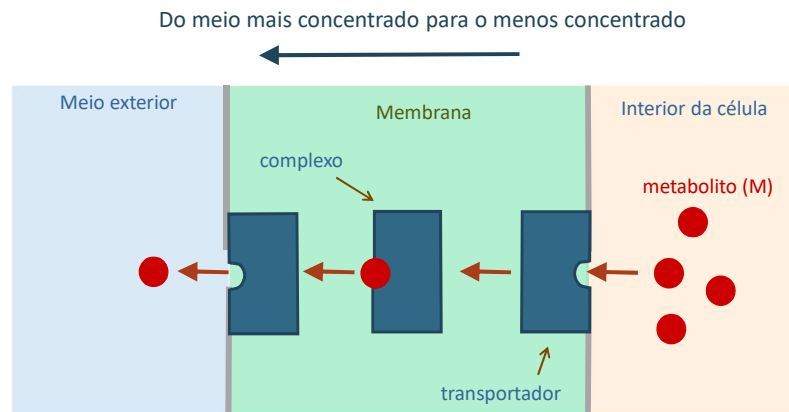 Do meio mais concentrado para o menos concentrado
Meio exterior
Membrana
Interior da célula
complexo
metabolito (M)
transportador